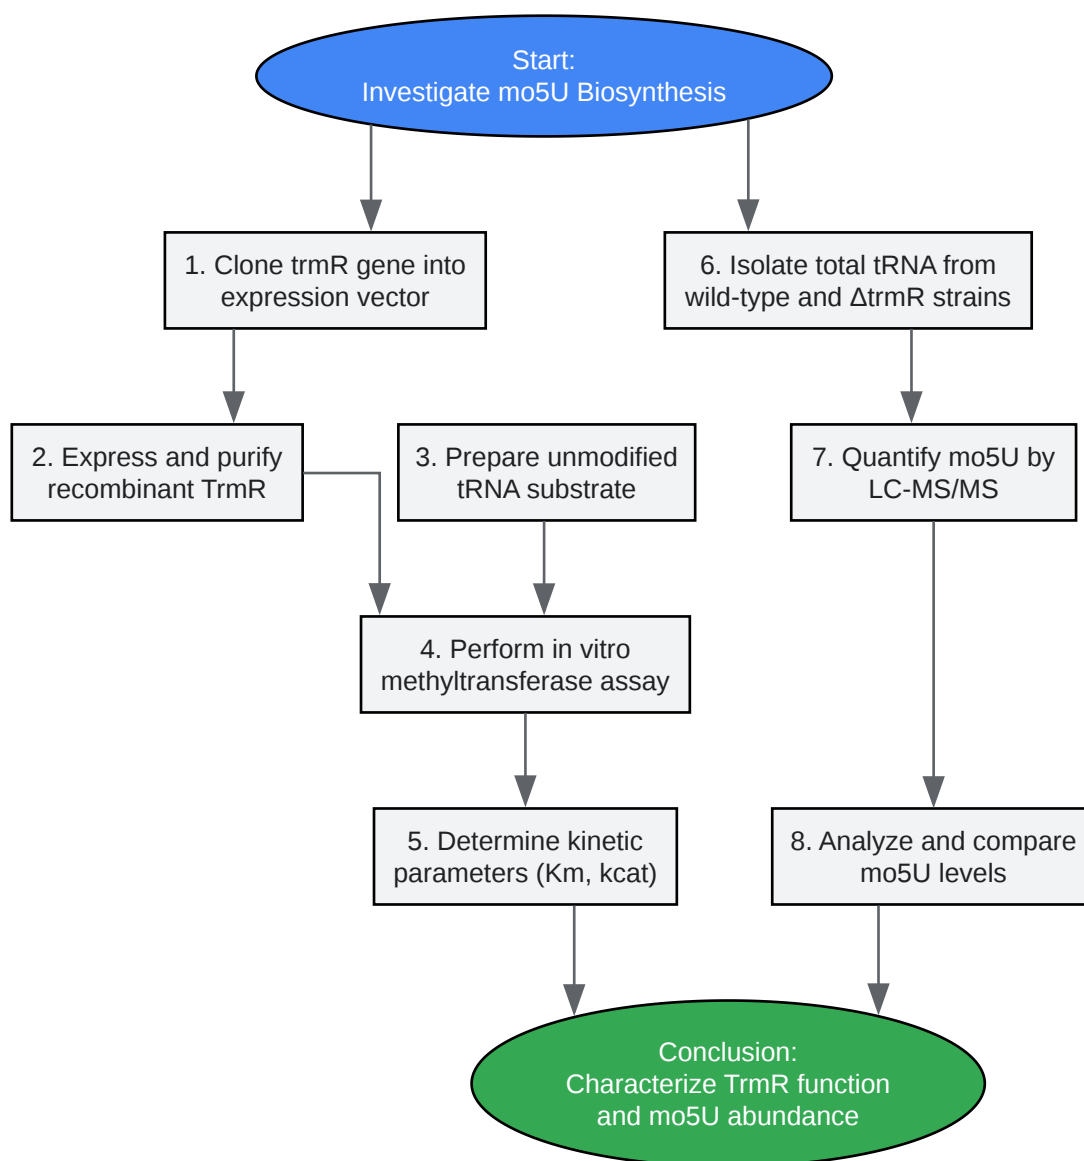 Start:
Investigate mo5U Biosynthesis
1. Clone trmR gene into
expression vector
6. Isolate total tRNA from
wild-type and ΔtrmR strains
2. Express and purify
recombinant TrmR
3. Prepare unmodified
tRNA substrate
7. Quantify mo5U by
LC-MS/MS
4. Perform in vitro
methyltransferase assay
5. Determine kinetic
parameters (Km, kcat)
8. Analyze and compare
mo5U levels
Conclusion:
Characterize TrmR function
and mo5U abundance